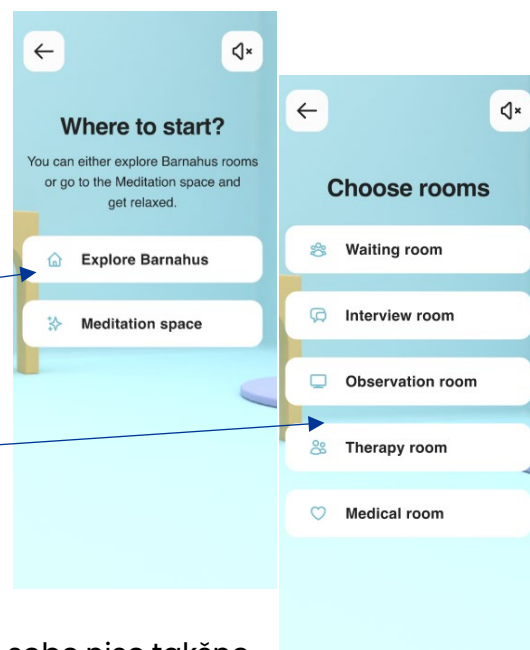 Where to start?
You can either explore Barnahus rooms
or go to the Meditation space and
get relaxed.
Explore Barnahus
Meditation space
Choose rooms
Waiting room
Interview room
Observation room
Therapy room
Medical room